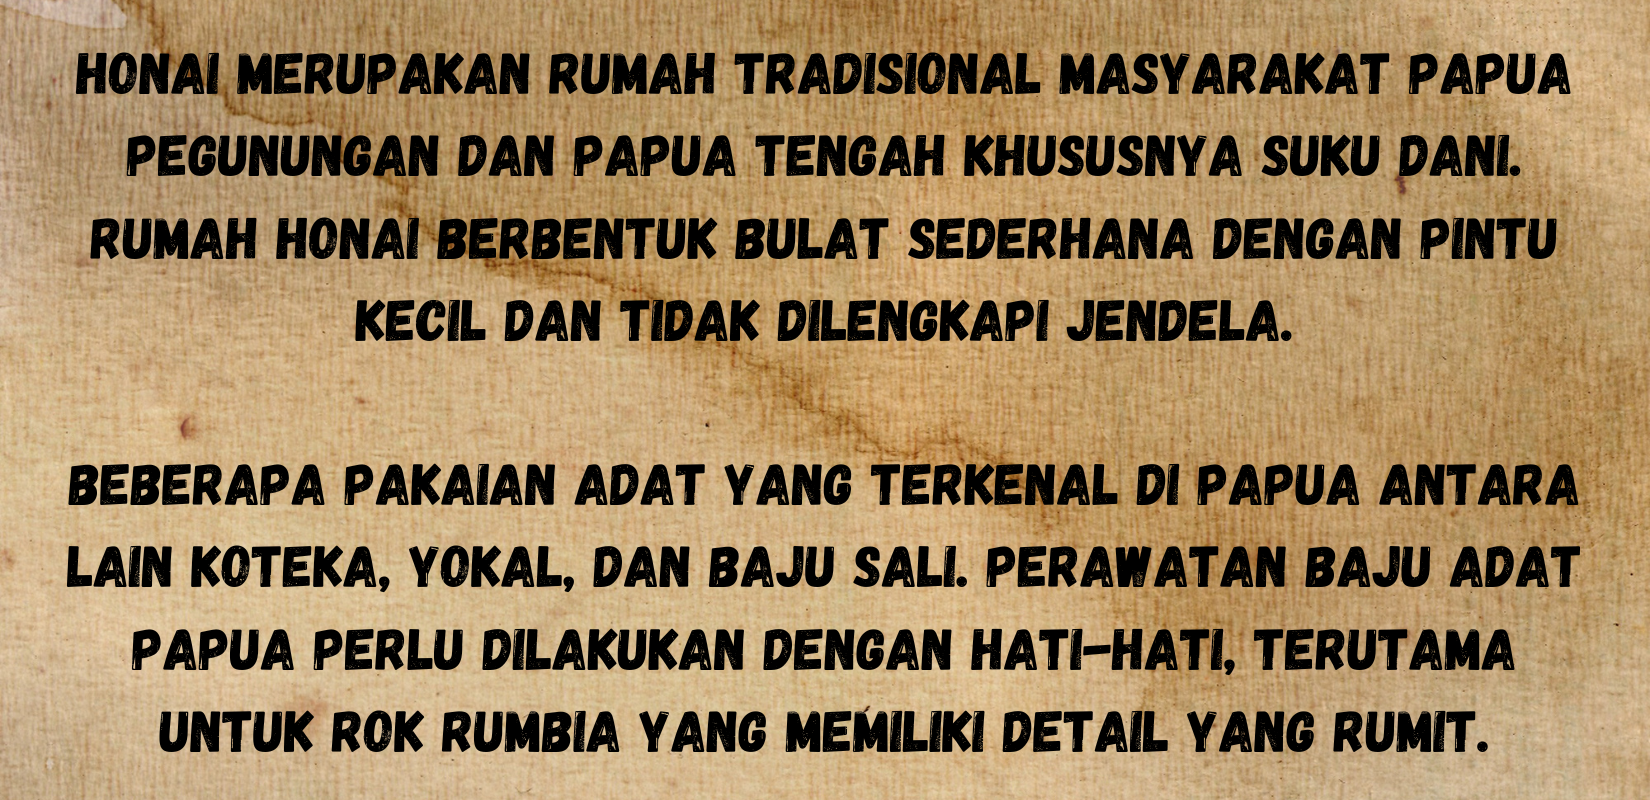 HONAI MERUPAKAN RUMAH TRADISIONAL MASYARAKAT PAPUA
PEGUNUNGAN DAN PAPUA TENGAH KHUSUSNYA SUKU DANI.
RUMAH HONAI BERBENTUK BULAT SEDERHANA DENGAN PINTU
KECIL DAN TIDAK DILENGKAPI JENDELA.
BEBERAPA PAKAIAN ADAT YANG TERKENAL DI PAPUA ANTARA
LAIN KOTEKA, YOKAL, DAN BAJU SALI. PERAWATAN BAJU ADAT
PAPUA PERLU DILAKUKAN DENGAN HATI-HATI, TERUTAMA
UNTUK ROK RUMBIA YANG MEMILIKI DETAIL YANG RUMIT.